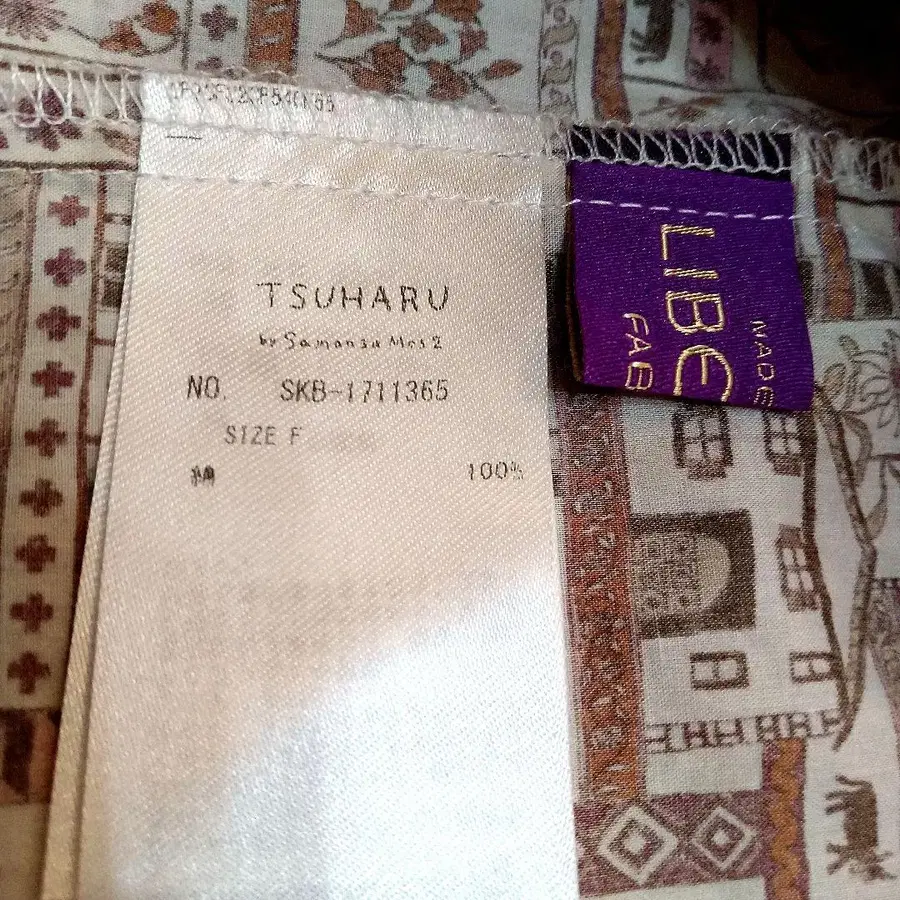 TSUHARU
by Samansa Mos2
NO. SKB-1711365
SIZE F
綿 100%
LIBE
FAB
MADE